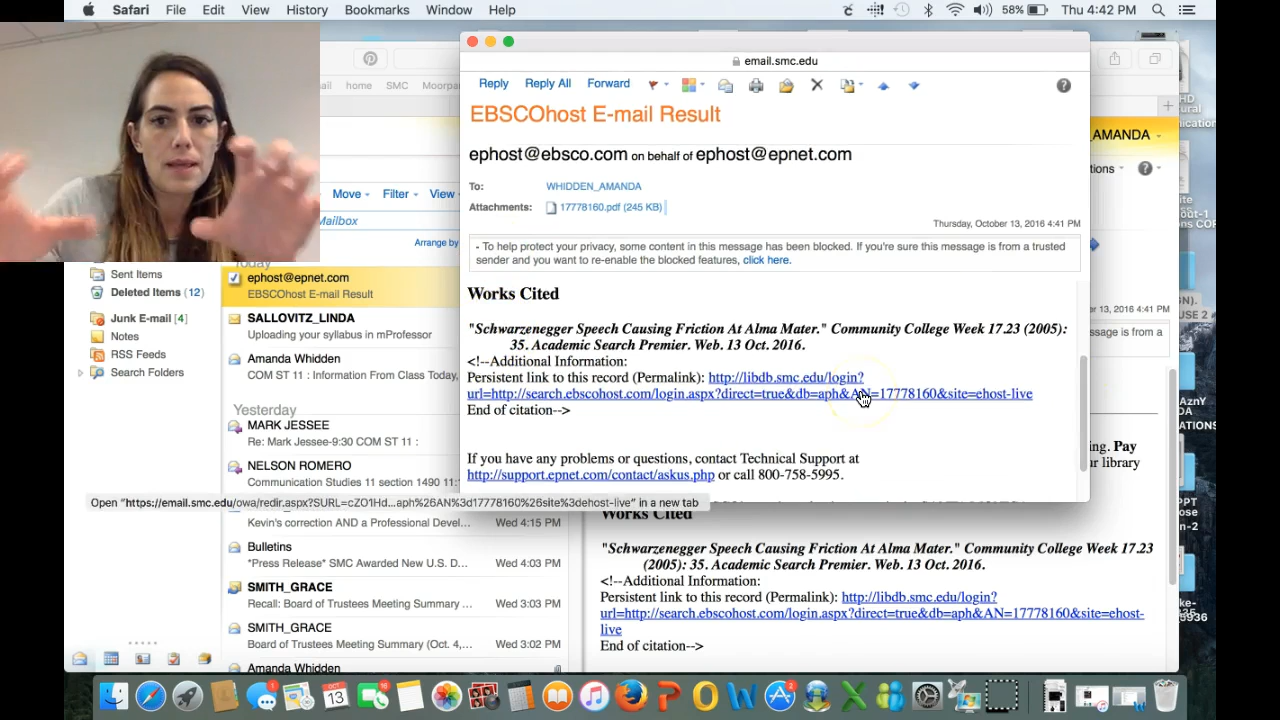 Safari File Edit View History Bookmarks Window Help 58% Thu 4:42 PM
email.smc.edu
home SMC Moorpar
Reply Reply All Forward
EBSCOhost E-mail Result
AMANDA
ephost@ebsco.com on behalf of ephost@epnet.com
To: WHIDDEN_AMANDA
Attachments: 17778160.pdf (245 KB)
Thursday, October 13, 2016 4:41 PM
- To help protect your privacy, some content in this message has been blocked. If you're sure this message is from a trusted
sender and you want to re-enable the blocked features, click here.
Works Cited
"Schwarzenegger Speech Causing Friction At Alma Mater." Community College Week 17.23 (2005):
35. Academic Search Premier. Web. 13 Oct. 2016.
<!--Additional Information:
Persistent link to this record (Permalink): http://libdb.smc.edu/login?
url=http://search.ebscohost.com/login.aspx?direct=true&db=aph&AN=17778160&site=ehost-live
End of citation-->
If you have any problems or questions, contact Technical Support at
http://support.epnet.com/contact/askus.php or call 800-758-5995.
Move Filter View
Mailbox
Arrange by
Sent Items
Deleted Items (12)
Junk E-mail [4]
Notes
RSS Feeds
Search Folders
Today
ephost@epnet.com
EBSCOhost E-mail Result
SALLOVITZ_LINDA
Uploading your syllabus in mProfessor
Amanda Whidden
COM ST 11 : Information From Class Today,
Yesterday
MARK JESSEE
Re: Mark Jessee-9:30 COM ST 11 :
NELSON ROMERO
Communication Studies 11 section 1490 H
Open "https://email.smc.edu/owa/redir.aspx?SURL=cZO1Hd...aph%26AN%3d17778160%26site%3dehost-live" in a new tab
Kevin's correction AND a Professional Devel... Wed 4:15 PM
Bulletins
*Press Release* SMC Awarded New U.S. D... Wed 4:03 PM
SMITH_GRACE
Recall: Board of Trustees Meeting Summary ... Wed 3:03 PM
SMITH_GRACE
Board of Trustees Meeting Summary (Oct. 4,... Wed 3:02 PM
Amanda Whidden
13, 2016 4:41 PM
message is from a
ng. Pay
ur library
Works Cited
"Schwarzenegger Speech Causing Friction At Alma Mater." Community College Week 17.23
(2005): 35. Academic Search Premier. Web. 13 Oct. 2016.
<!--Additional Information:
Persistent link to this record (Permalink): http://libdb.smc.edu/login?
url=http://search.ebscohost.com/login.aspx?direct=true&db=aph&AN=17778160&site=ehost-
live
End of citation-->